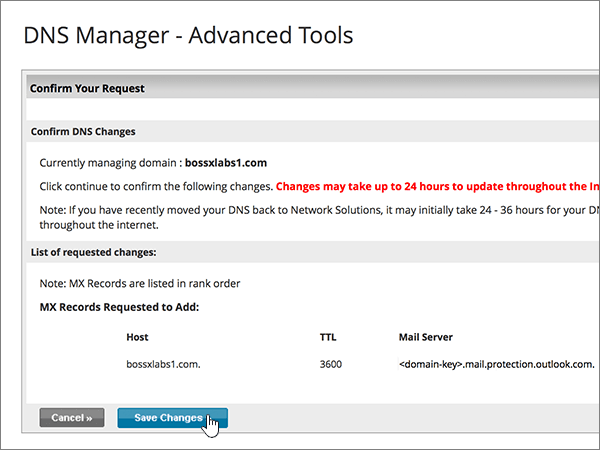 DNS Manager - Advanced Tools
Confirm Your Request
Confirm DNS Changes
Currently managing domain : bossxlabs1.com
Click continue to confirm the following changes. Changes may take up to 24 hours to update throughout the
Note: If you have recently moved your DNS back to Network Solutions, it may initially take 24 - 36 hours for your
throughout the internet.
List of requested changes:
Note: MX Records are listed in rank order
MX Records Requested to Add:
Host TTL Mail Server
bossxlabs1.com. 3600 <domain-key>.mail.protection.outlook.com.
Cancel » Save Changes